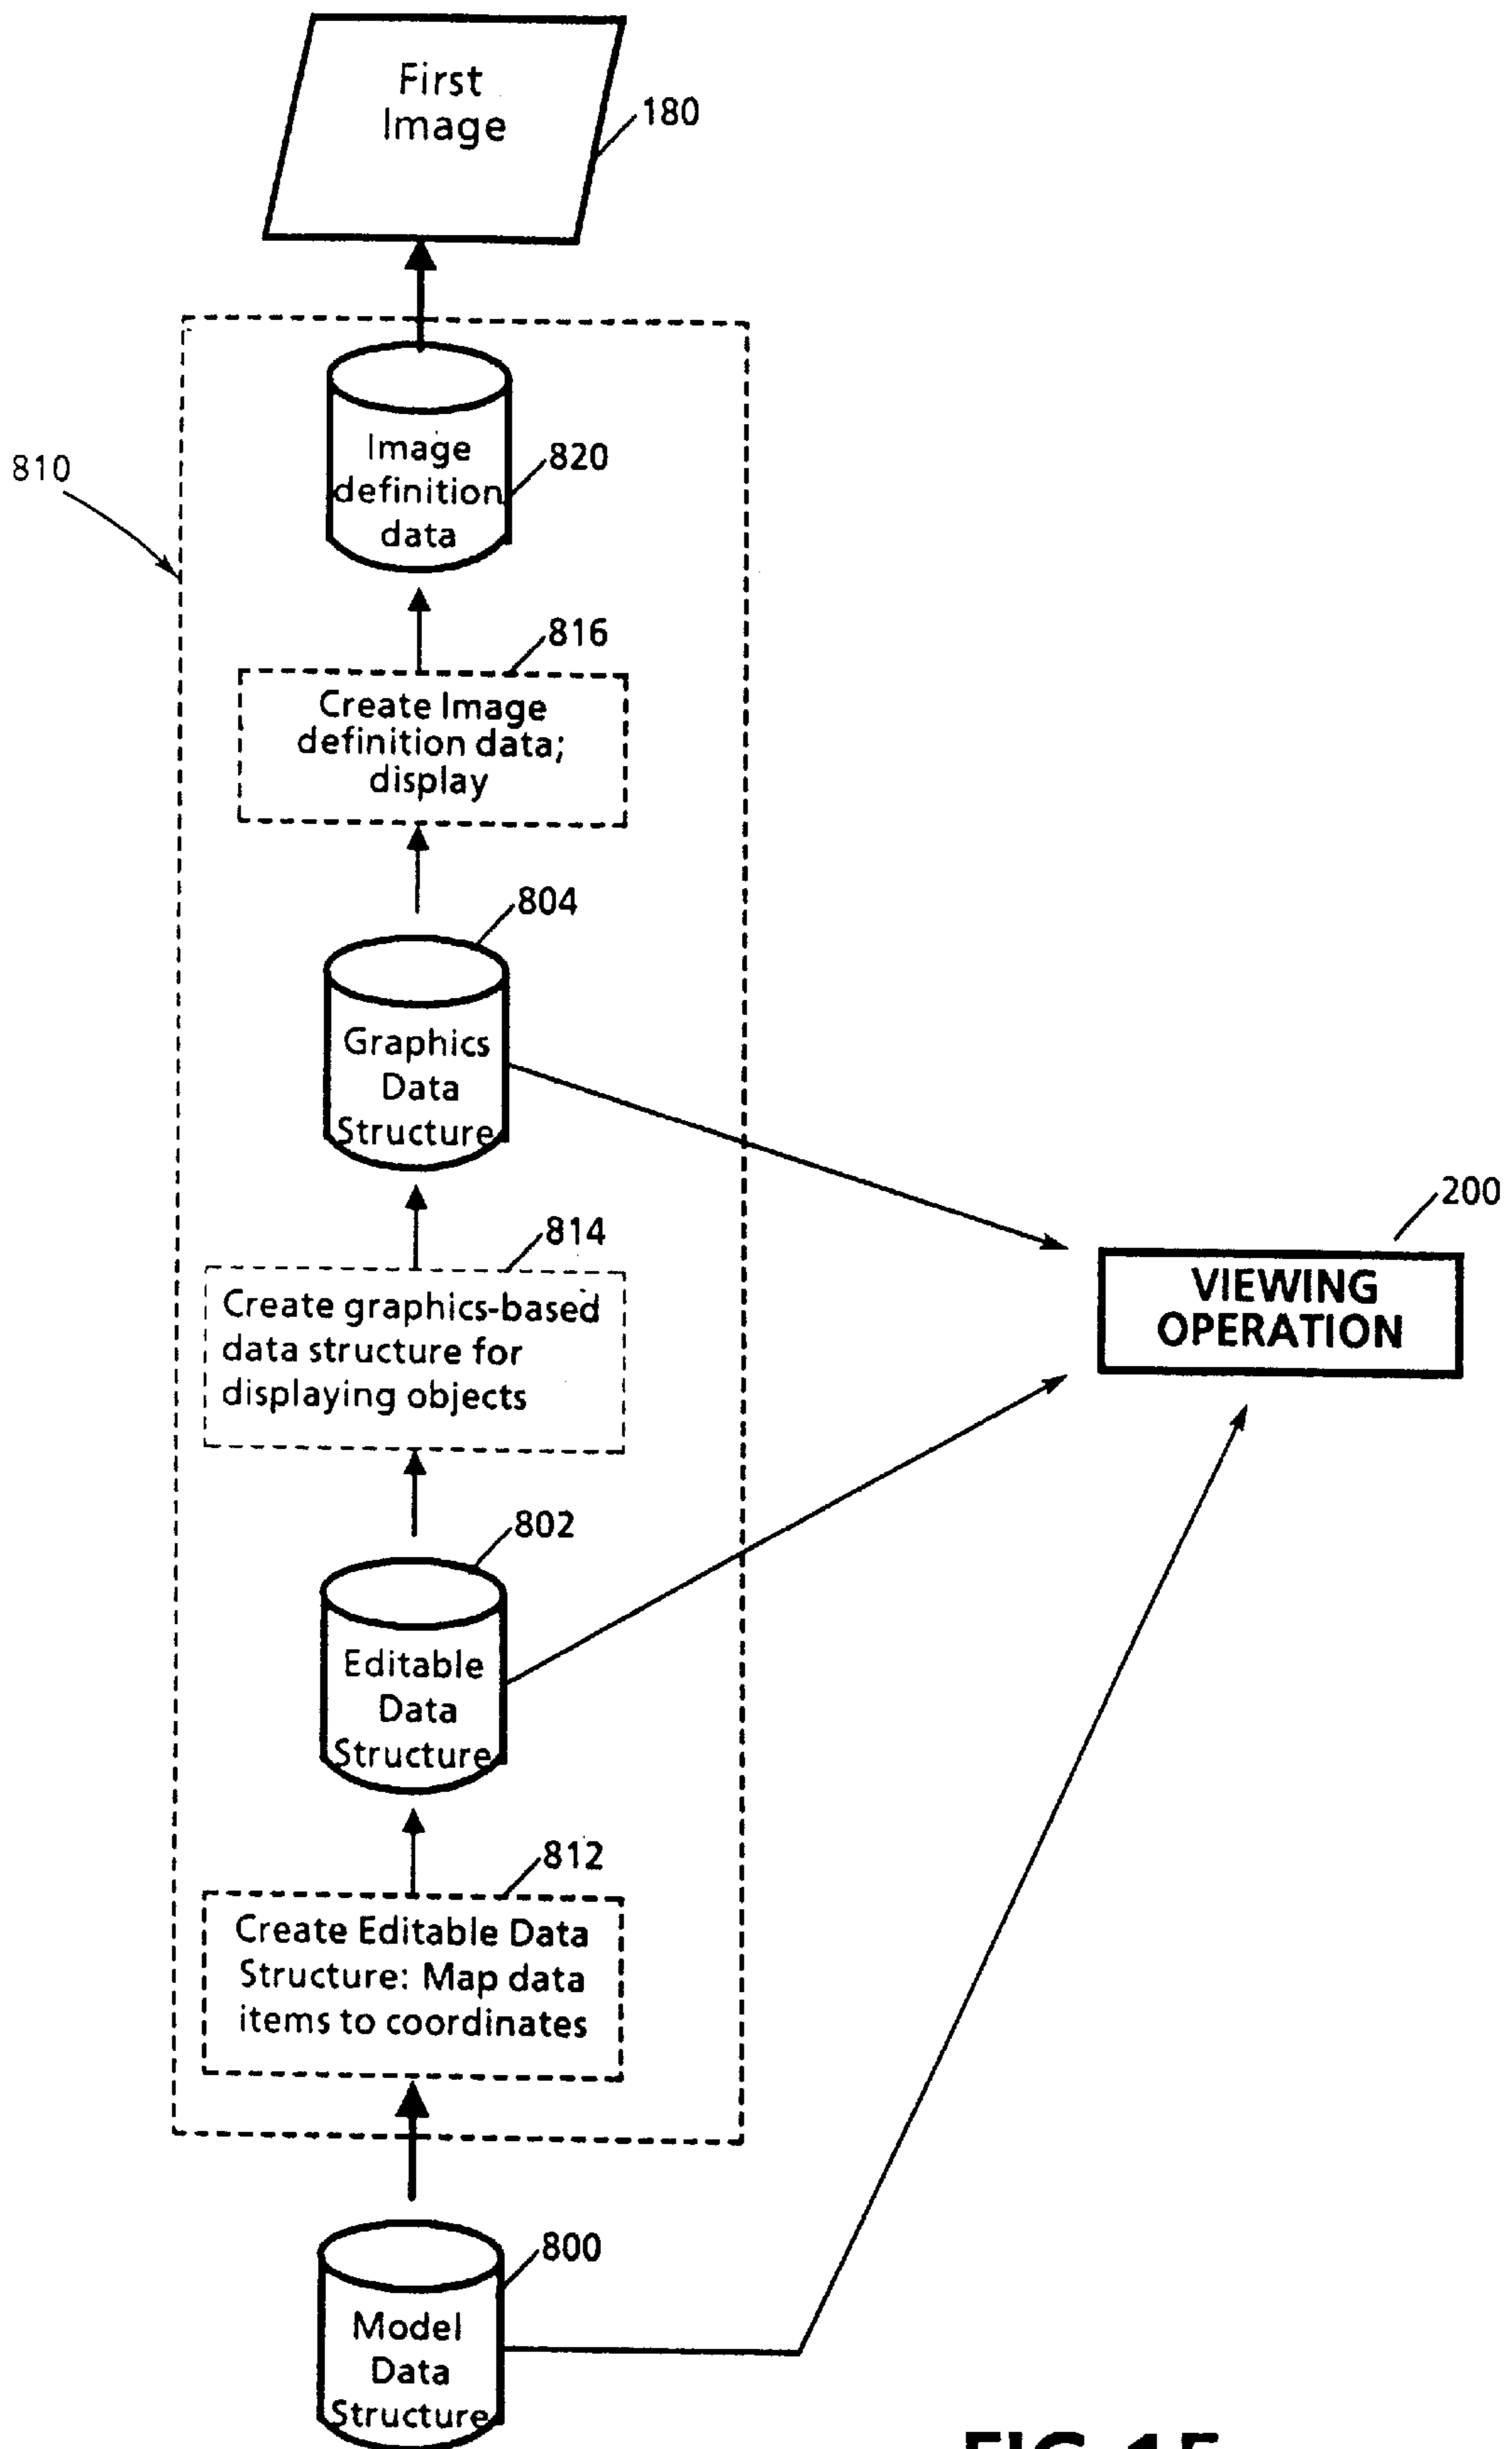 First
Image
180
810
Image
definition
data
820
816
Create Image
definition data;
display
804
Graphics
Data
Structure
200
VIEWING
OPERATION
814
Create graphics-based
data structure for
displaying objects
802
Editable
Data
Structure
812
Create Editable Data
Structure: Map data
items to coordinates
800
Model
Data
Structure
FIG.15